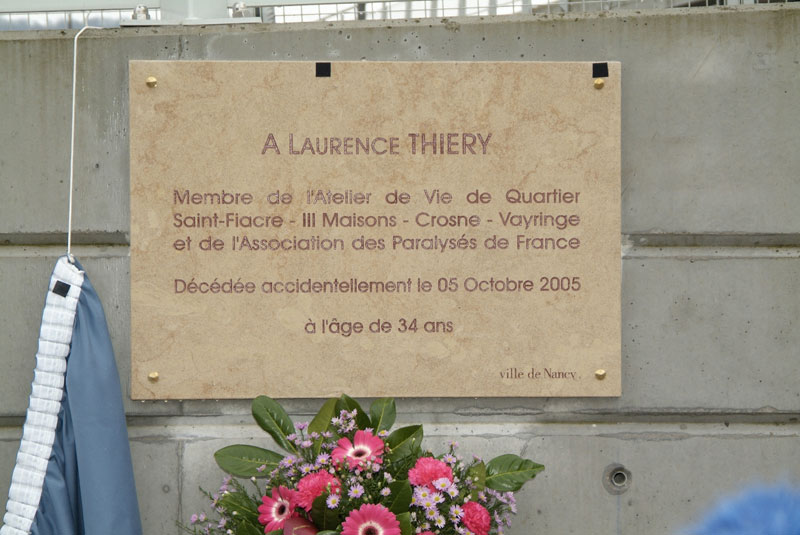 A LAURENCE THIERY
Membre de l'Atelier de Vie de Quartier
Saint-Fiacre - III Maisons - Crosne - Vayringe
et de l'Association des Paralysés de France
Décédée accidentellement le 05 Octobre 2005
à l'âge de 34 ans
ville de Nancy